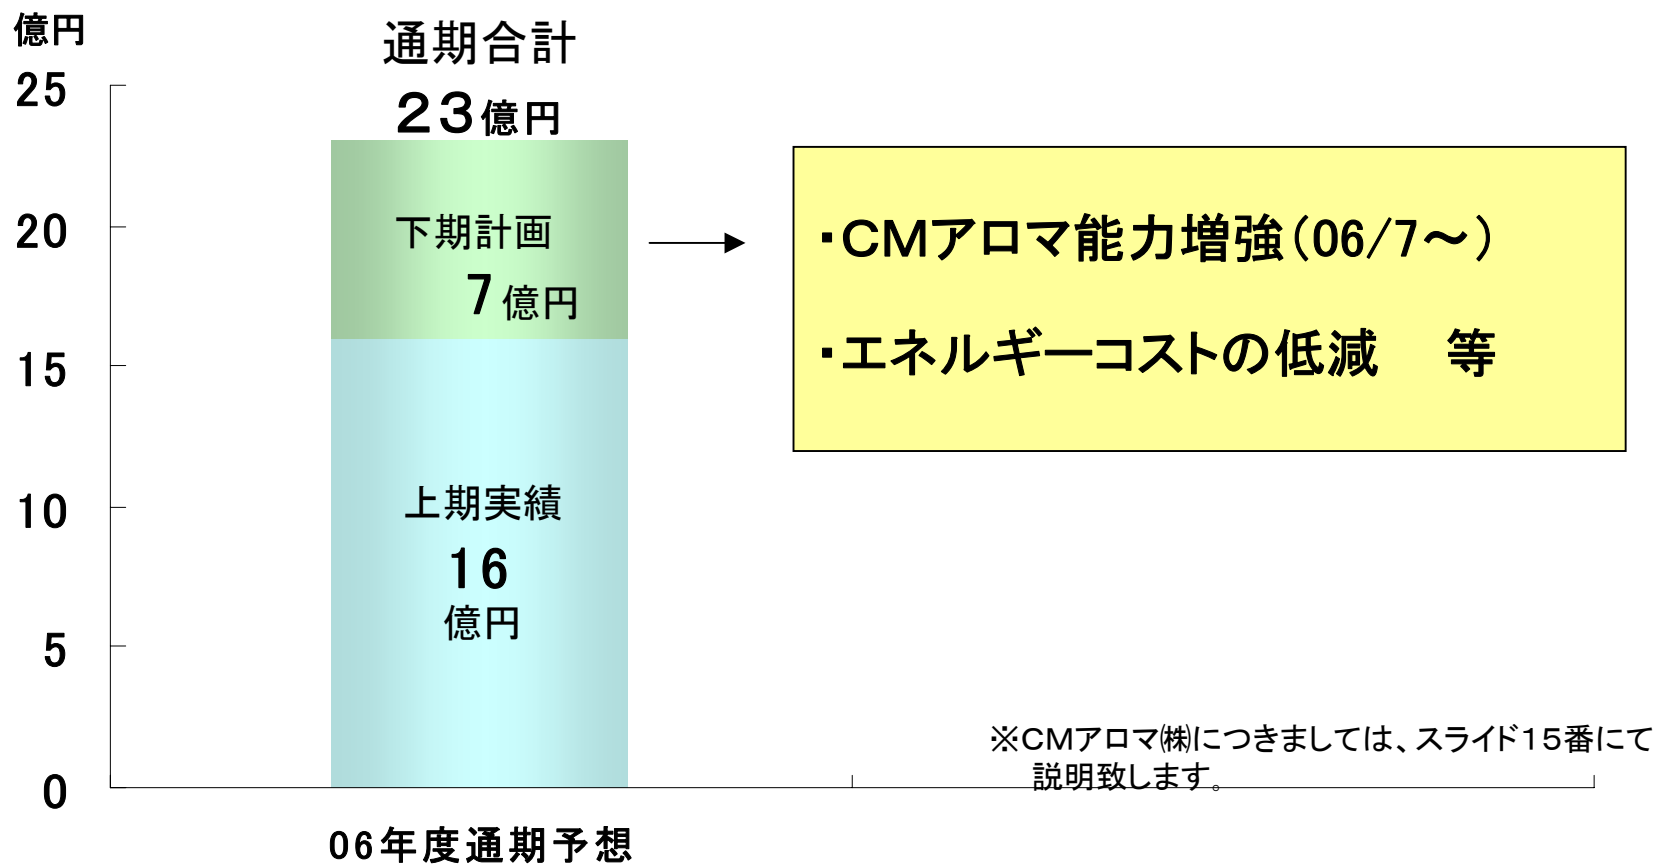 億円
通期合計
２３億円
25
20
15
10
5
0
下期計画
7億円
上期実績
16
億円
・CMアロマ能力増強（06/7～）
・エネルギーコストの低減　等
※CMアロマ㈱につきましては、スライド１５番にて
説明致します。
06年度通期予想